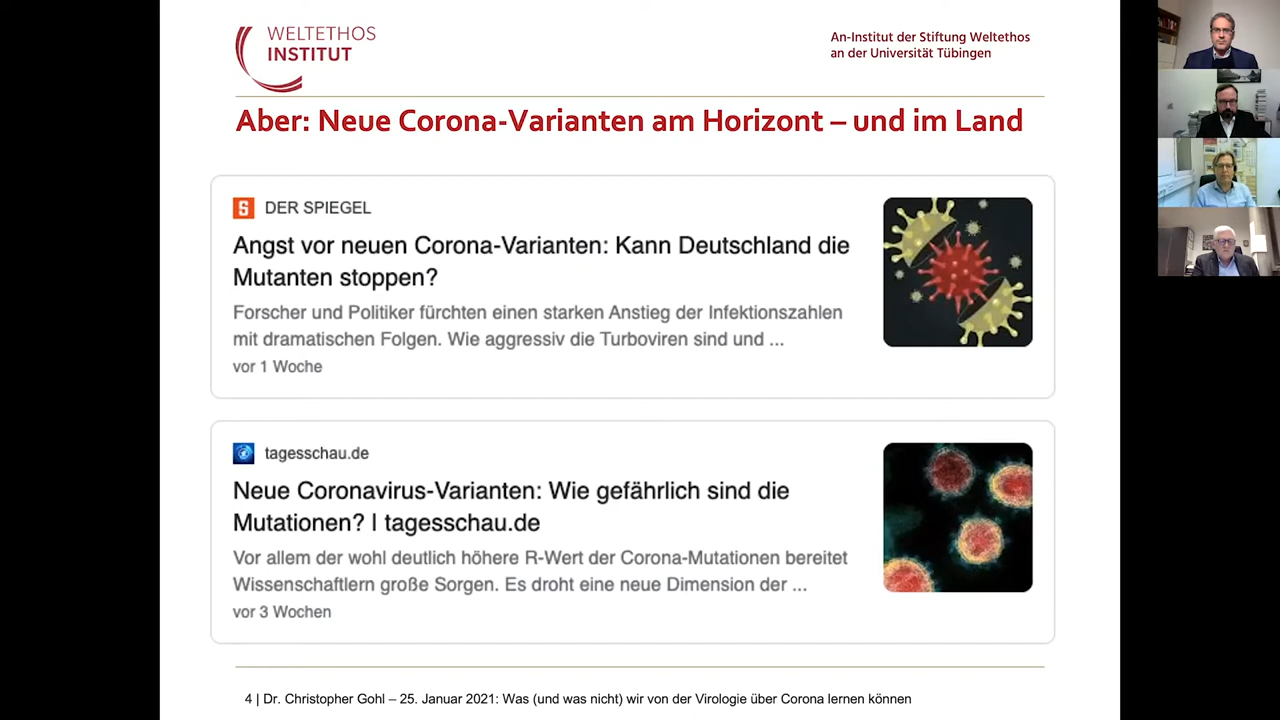 WELTETHOS
INSTITUT
An-Institut der Stiftung Weltethos
an der Universität Tübingen
Aber: Neue Corona-Varianten am Horizont – und im Land
DER SPIEGEL
Angst vor neuen Corona-Varianten: Kann Deutschland die
Mutanten stoppen?
Forscher und Politiker fürchten einen starken Anstieg der Infektionszahlen
mit dramatischen Folgen. Wie aggressiv die Turboviren sind und ...
vor 1 Woche
tagesschau.de
Neue Coronavirus-Varianten: Wie gefährlich sind die
Mutationen? | tagesschau.de
Vor allem der wohl deutlich höhere R-Wert der Corona-Mutationen bereitet
Wissenschaftlern große Sorgen. Es droht eine neue Dimension der ...
vor 3 Wochen
4 | Dr. Christopher Gohl – 25. Januar 2021: Was (und was nicht) wir von der Virologie über Corona lernen können